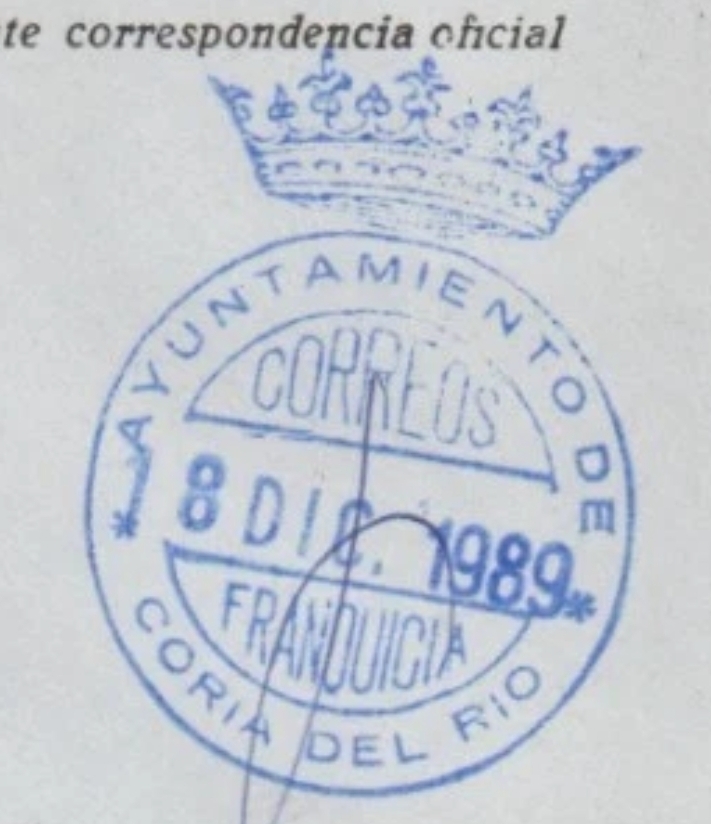 te correspondencia oficial
* AYUNTAMIENTO DE *
CORREOS
8 DIC. 1989
FRANQUICIA
CORIA DEL RIO